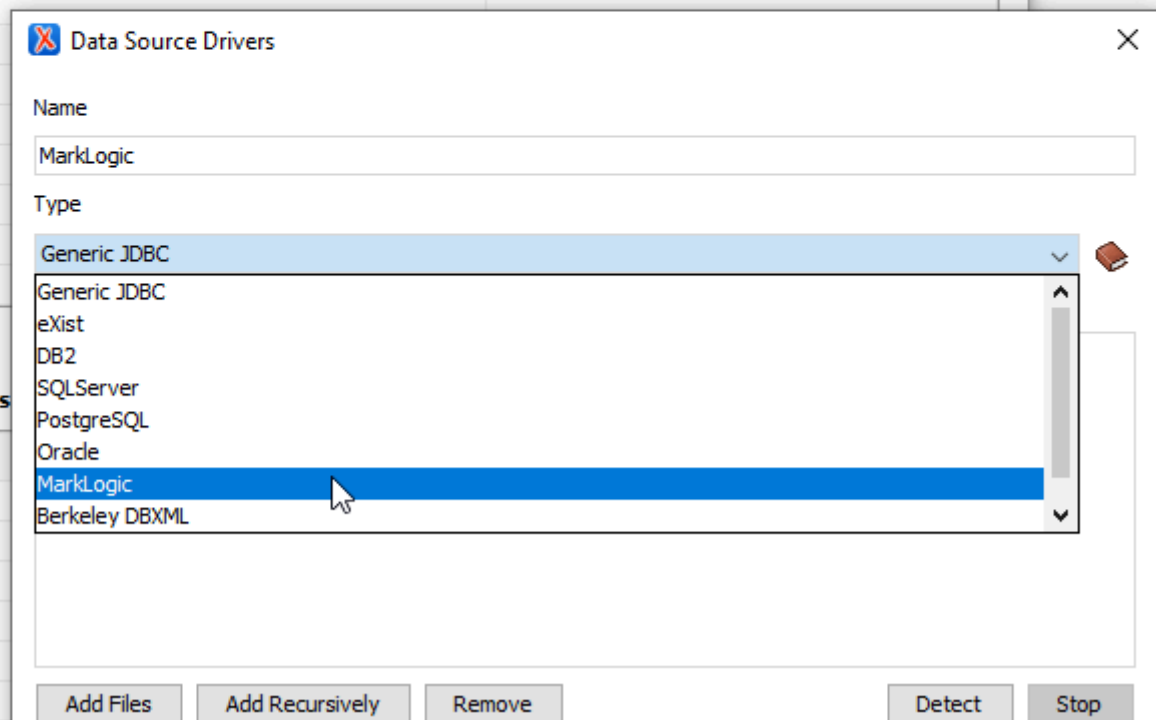 Data Source Drivers
Name
MarkLogic
Type
Generic JDBC
Generic JDBC
eXist
DB2
SQLServer
PostgreSQL
Oracle
MarkLogic
Berkeley DBXML
s
Add Files Add Recursively Remove Detect Stop